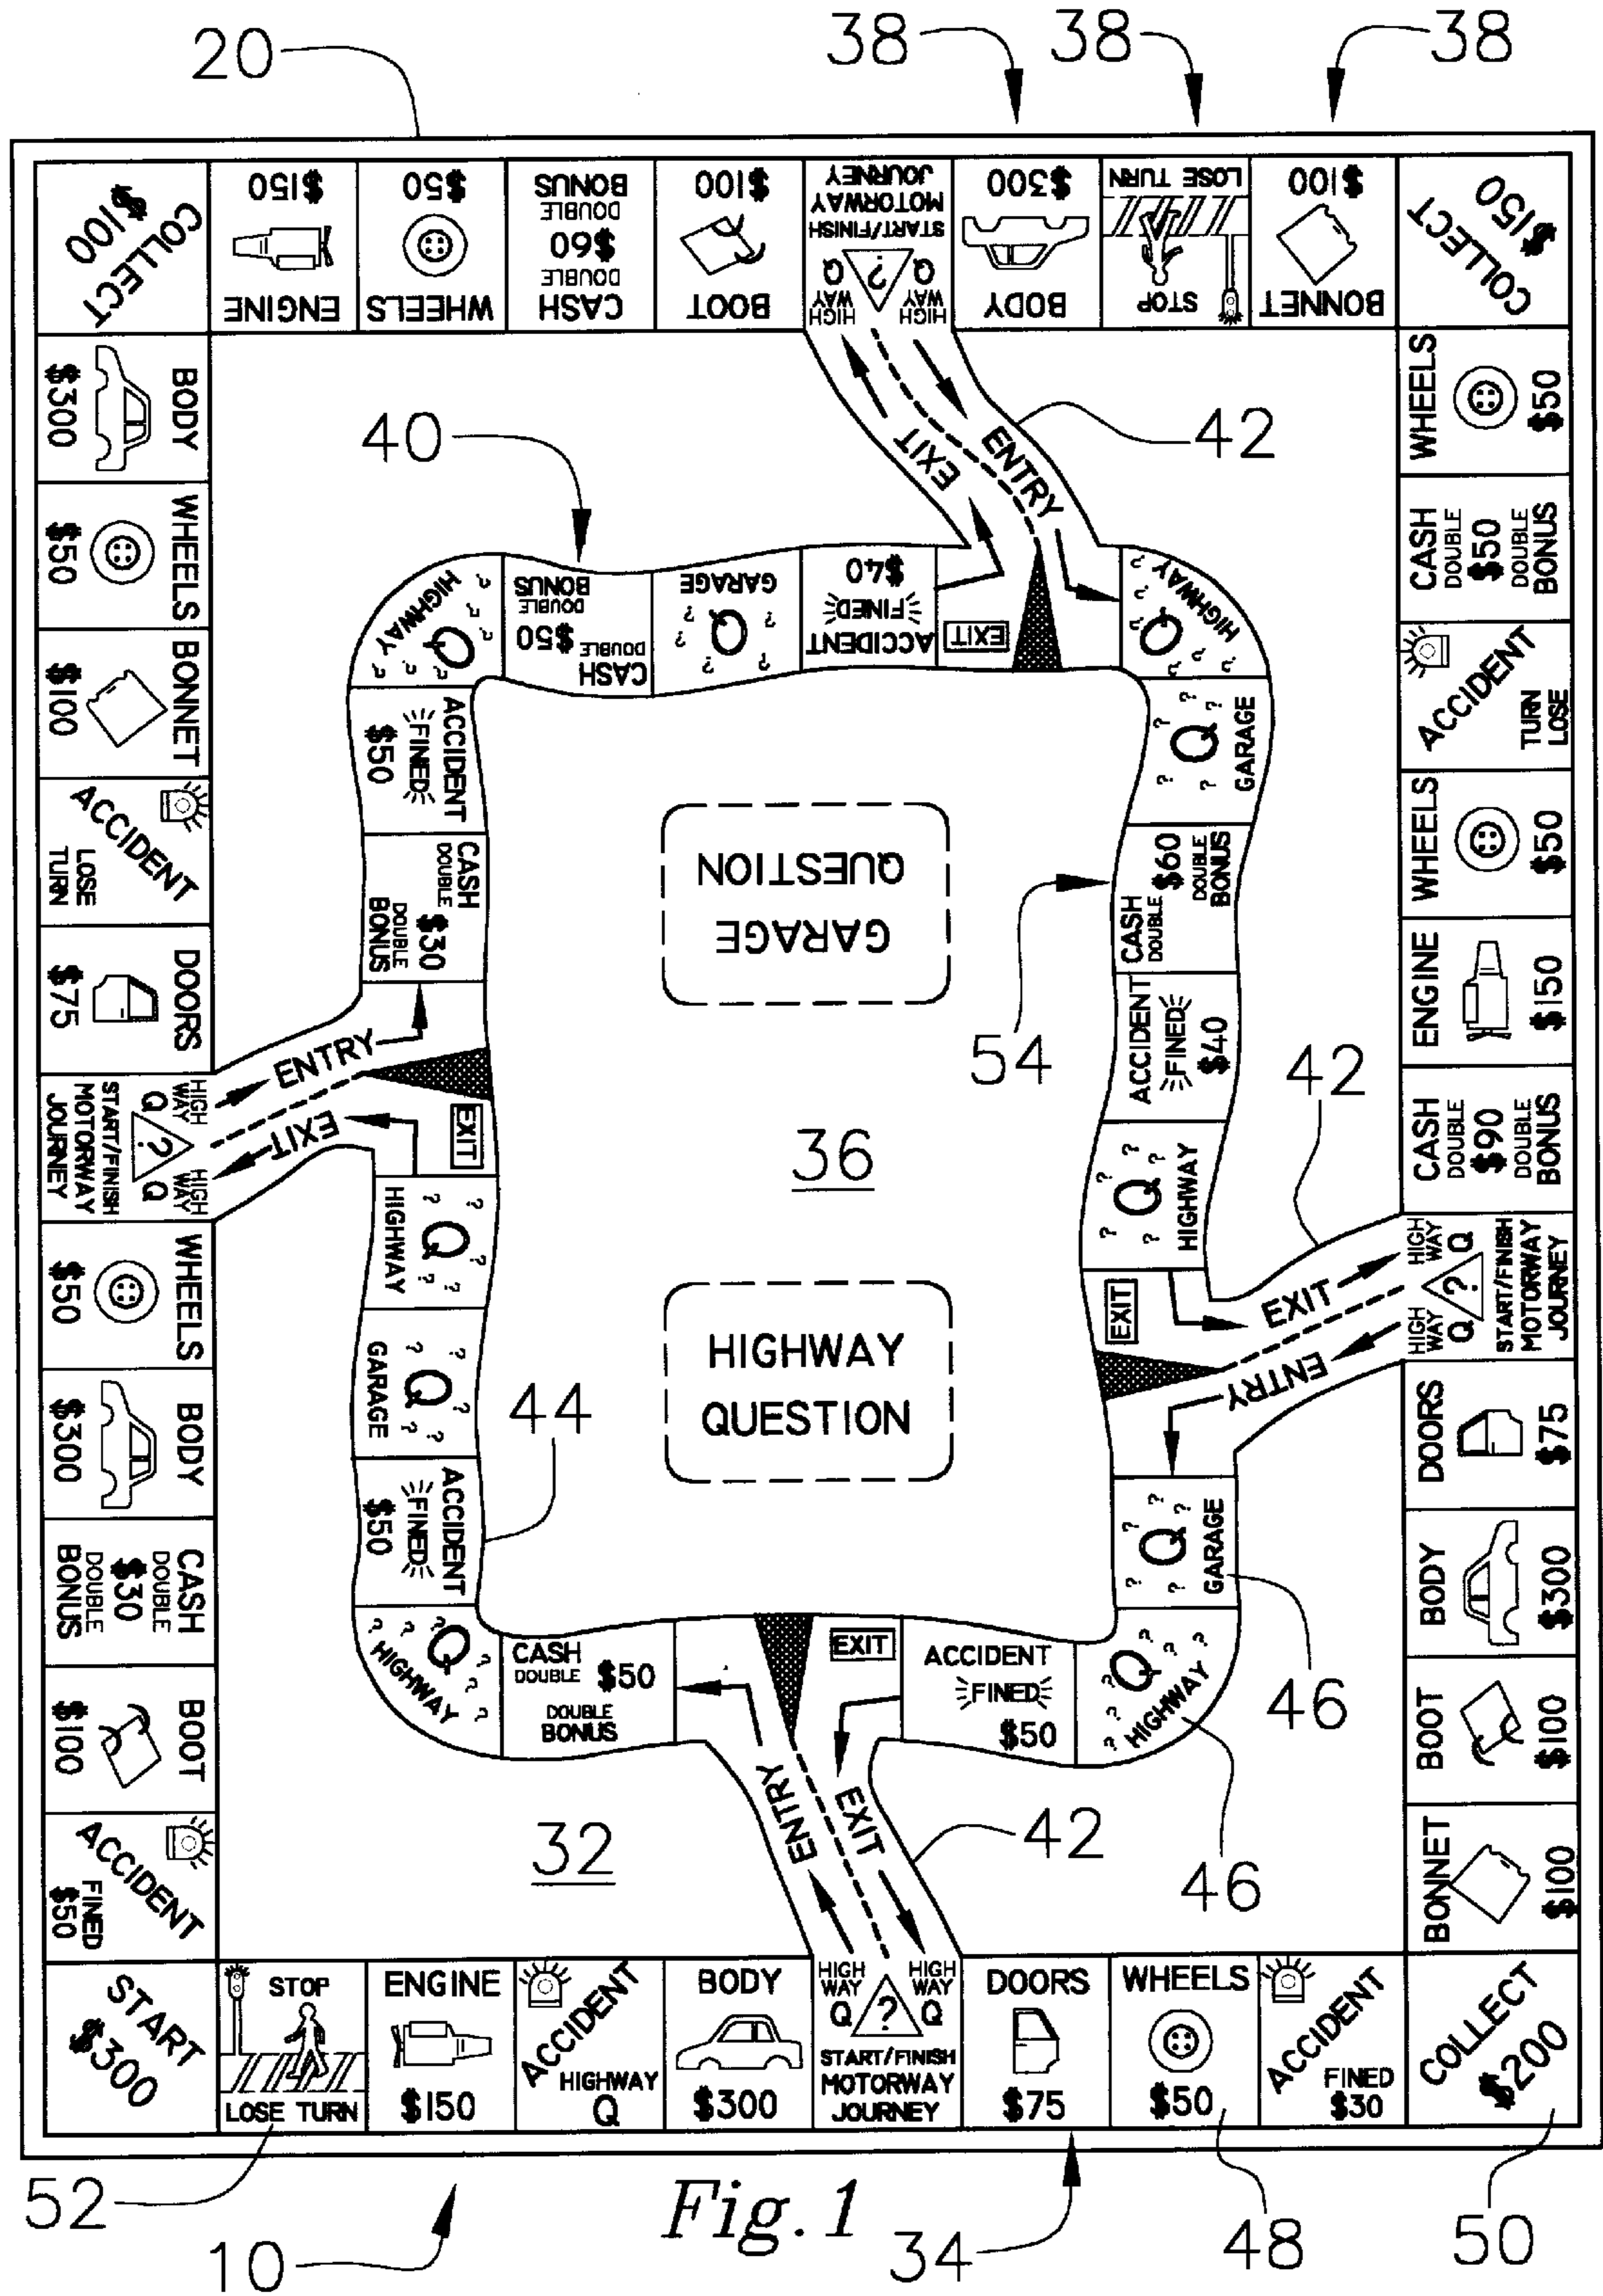 20
38
38
38
COLLECT
$100
ENGINE
$150
WHEELS
$50
CASH
DOUBLE
$60
DOUBLE
BONUS
BOOT
$100
HIGH
WAY
Q
?
HIGH
WAY
Q
START/FINISH
MOTORWAY
JOURNEY
BODY
$300
STOP
LOSE TURN
BONNET
$100
COLLECT
$150
BODY
$300
WHEELS
$50
BONNET
$100
ACCIDENT
LOSE
TURN
DOORS
$75
HIGH
WAY
Q
?
HIGH
WAY
Q
START/FINISH
MOTORWAY
JOURNEY
WHEELS
$50
BODY
$300
CASH
DOUBLE
$30
DOUBLE
BONUS
BOOT
$100
ACCIDENT
FINED
$50
WHEELS
$50
CASH
DOUBLE
$50
DOUBLE
BONUS
ACCIDENT
TURN
LOSE
WHEELS
$50
ENGINE
$150
CASH
DOUBLE
$90
DOUBLE
BONUS
HIGH
WAY
Q
?
HIGH
WAY
Q
START/FINISH
MOTORWAY
JOURNEY
DOORS
$75
BODY
$300
BOOT
$100
BONNET
$100
40
42
EXIT
ENTRY
HIGHWAY
? ? ? Q ? ? ?
CASH
DOUBLE
$50
DOUBLE
BONUS
GARAGE
? ? Q ? ?
ACCIDENT
FINED
$40
EXIT
HIGHWAY
? ? ? Q ? ? ?
ACCIDENT
FINED
$50
CASH
DOUBLE
$30
DOUBLE
BONUS
ENTRY
EXIT
EXIT
? ? Q ? ?
HIGHWAY
? ? Q ? ?
GARAGE
ACCIDENT
FINED
$50
44
? ? Q ? ?
HIGHWAY
GARAGE
QUESTION
36
HIGHWAY
QUESTION
? ? Q ? ?
GARAGE
CASH
DOUBLE
$60
DOUBLE
BONUS
54
ACCIDENT
FINED
$40
42
? ? Q ? ?
HIGHWAY
EXIT
EXIT
ENTRY
? ? Q ? ?
GARAGE
46
? ? Q ? ?
HIGHWAY
46
CASH
DOUBLE
$50
DOUBLE
BONUS
EXIT
ACCIDENT
FINED
$50
ENTRY
EXIT
42
32
START
$300
STOP
LOSE TURN
ENGINE
$150
ACCIDENT
HIGHWAY
Q
BODY
$300
HIGH
WAY
Q
?
HIGH
WAY
Q
START/FINISH
MOTORWAY
JOURNEY
DOORS
$75
WHEELS
$50
ACCIDENT
FINED
$30
COLLECT
$200
52
10
Fig. 1
34
48
50